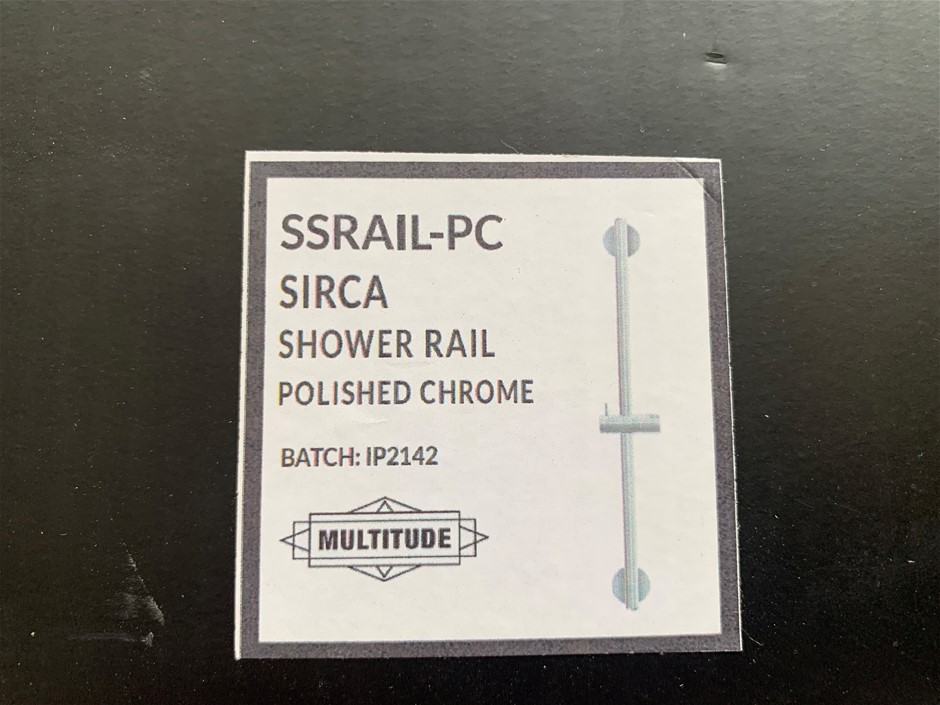 SSRAIL-PC
SIRCA
SHOWER RAIL
POLISHED CHROME
BATCH: IP2142
MULTITUDE